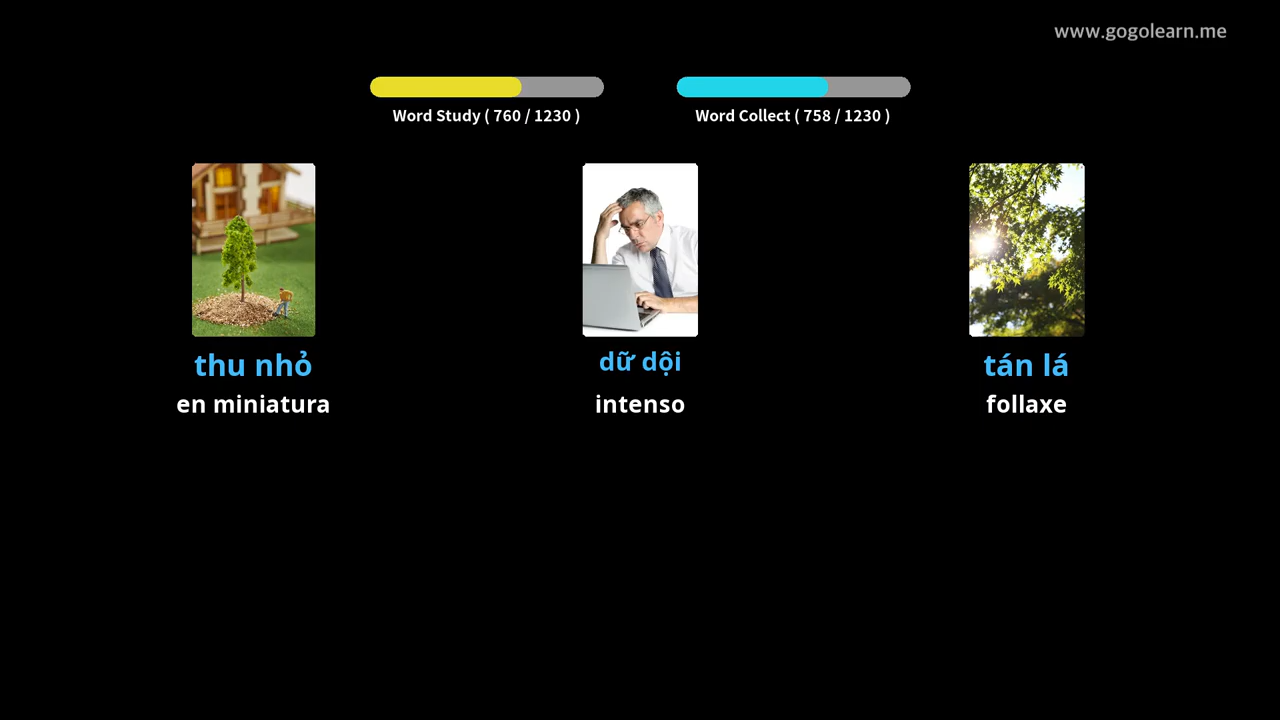 www.gogolearn.me
Word Study ( 760 / 1230 )
Word Collect ( 758 / 1230 )
thu nhỏ
dữ dội
tán lá
en miniatura
intenso
follaxe